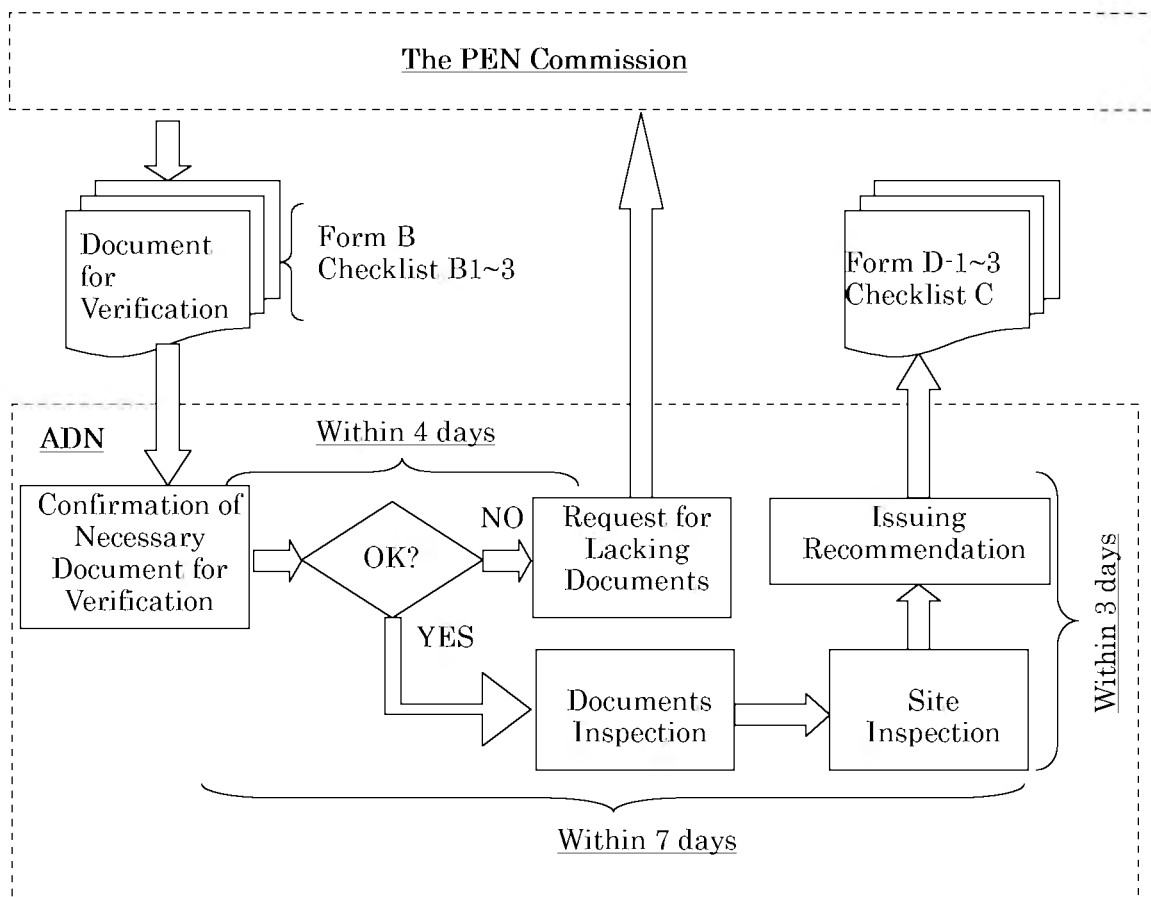 The PEN Commission
Document
for
Verification
Form B
Checklist B1~3
Form D-1~3
Checklist C
ADN
Within 4 days
Confirmation of
Necessary
Document for
Verification
OK?
NO
Request for
Lacking
Documents
Issuing
Recommendation
YES
Documents
Inspection
Site
Inspection
Within 3 days
Within 7 days